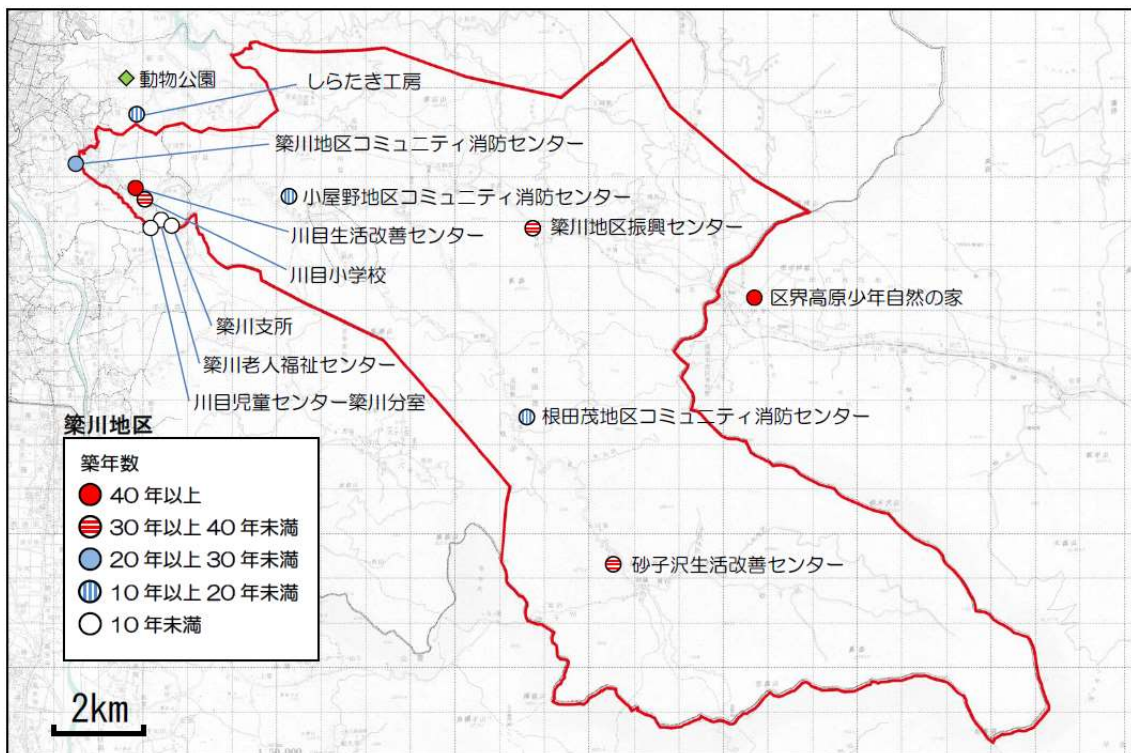 動物公園
しらたき工房
簗川地区コミュニティ消防センター
小屋野地区コミュニティ消防センター
川目生活改善センター
簗川地区振興センター
川目小学校
区界高原少年自然の家
簗川支所
簗川老人福祉センター
川目児童センター簗川分室
根田茂地区コミュニティ消防センター
簗川地区
築年数
40年以上
30年以上40年未満
20年以上30年未満
10年以上20年未満
10年未満
砂子沢生活改善センター
2km
1:50,000